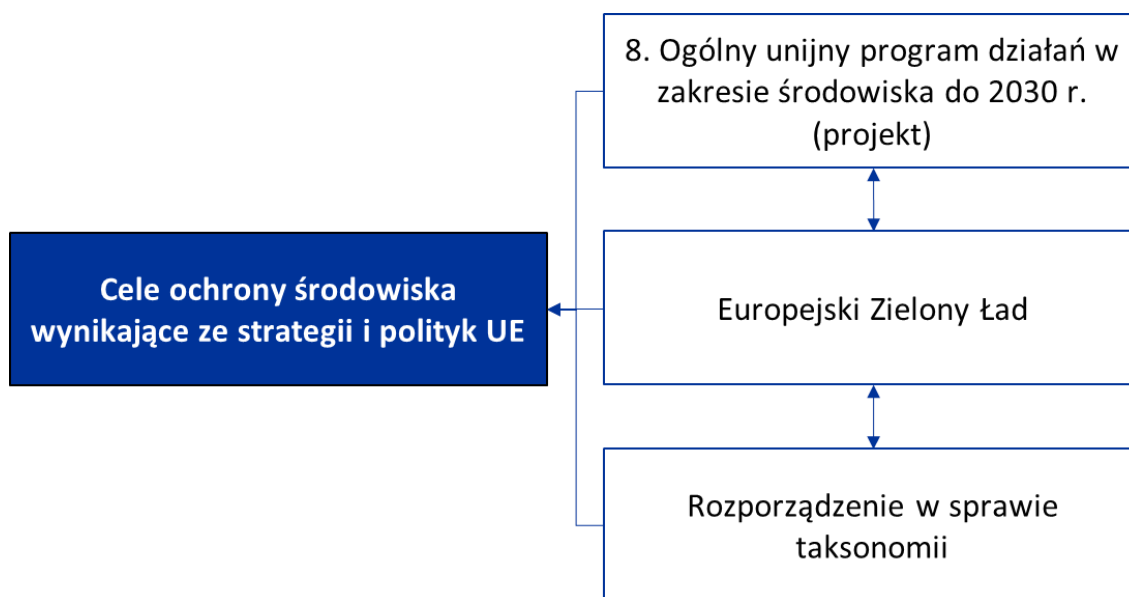 8. Ogólny unijny program działań w
zakresie środowiska do 2030 r.
(projekt)
Cele ochrony środowiska
wynikające ze strategii i polityk UE
Europejski Zielony Ład
Rozporządzenie w sprawie
taksonomii